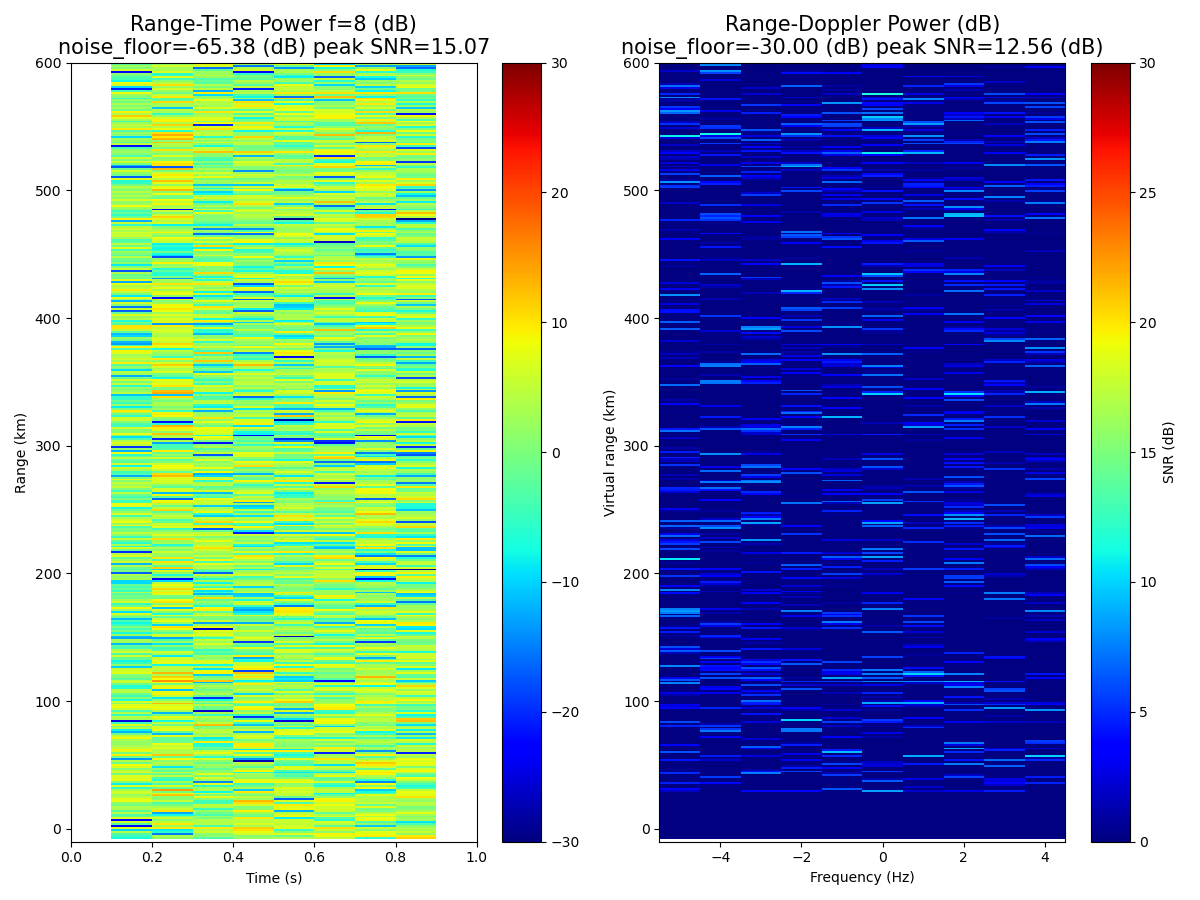 Range-Time Power f=8 (dB)
noise_floor=-65.38 (dB) peak SNR=15.07
Range (km)
600
500
400
300
200
100
0
0.0 0.2 0.4 0.6 0.8 1.0
Time (s)
30
20
10
0
−10
−20
−30
Range-Doppler Power (dB)
noise_floor=-30.00 (dB) peak SNR=12.56 (dB)
Virtual range (km)
600
500
400
300
200
100
0
−4 −2 0 2 4
Frequency (Hz)
30
25
20
15
10
5
0
SNR (dB)